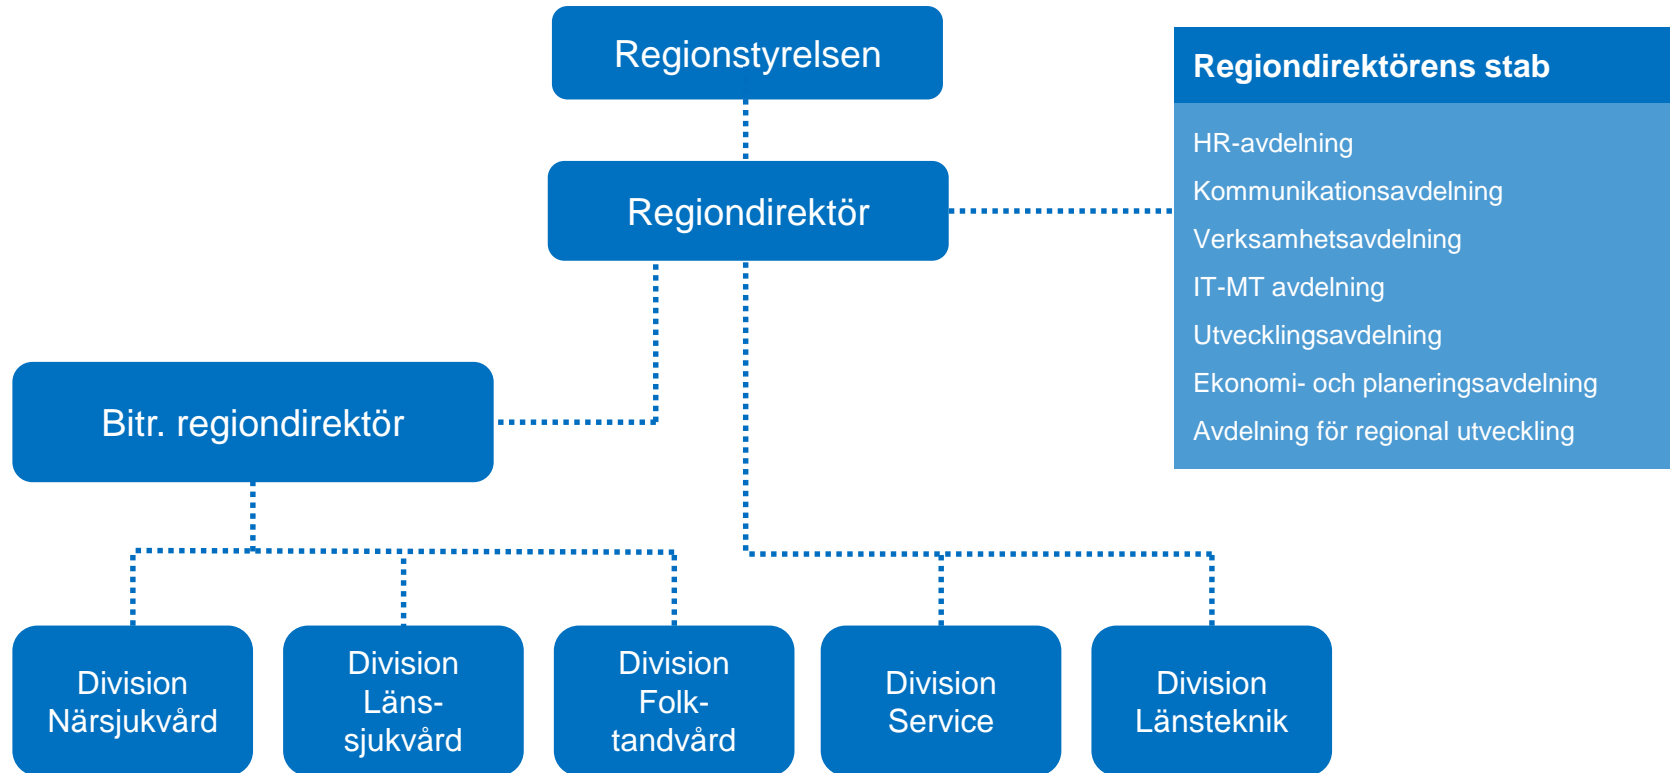 Regionstyrelsen
Regiondirektör
Regiondirektörens stab
HR-avdelning
Kommunikationsavdelning
Verksamhetsavdelning
IT-MT avdelning
Utvecklingsavdelning
Ekonomi- och planeringsavdelning
Avdelning för regional utveckling
Bitr. regiondirektör
Division
Närsjukvård
Division
Läns-
sjukvård
Division
Folk-
tandvård
Division
Service
Division
Länsteknik